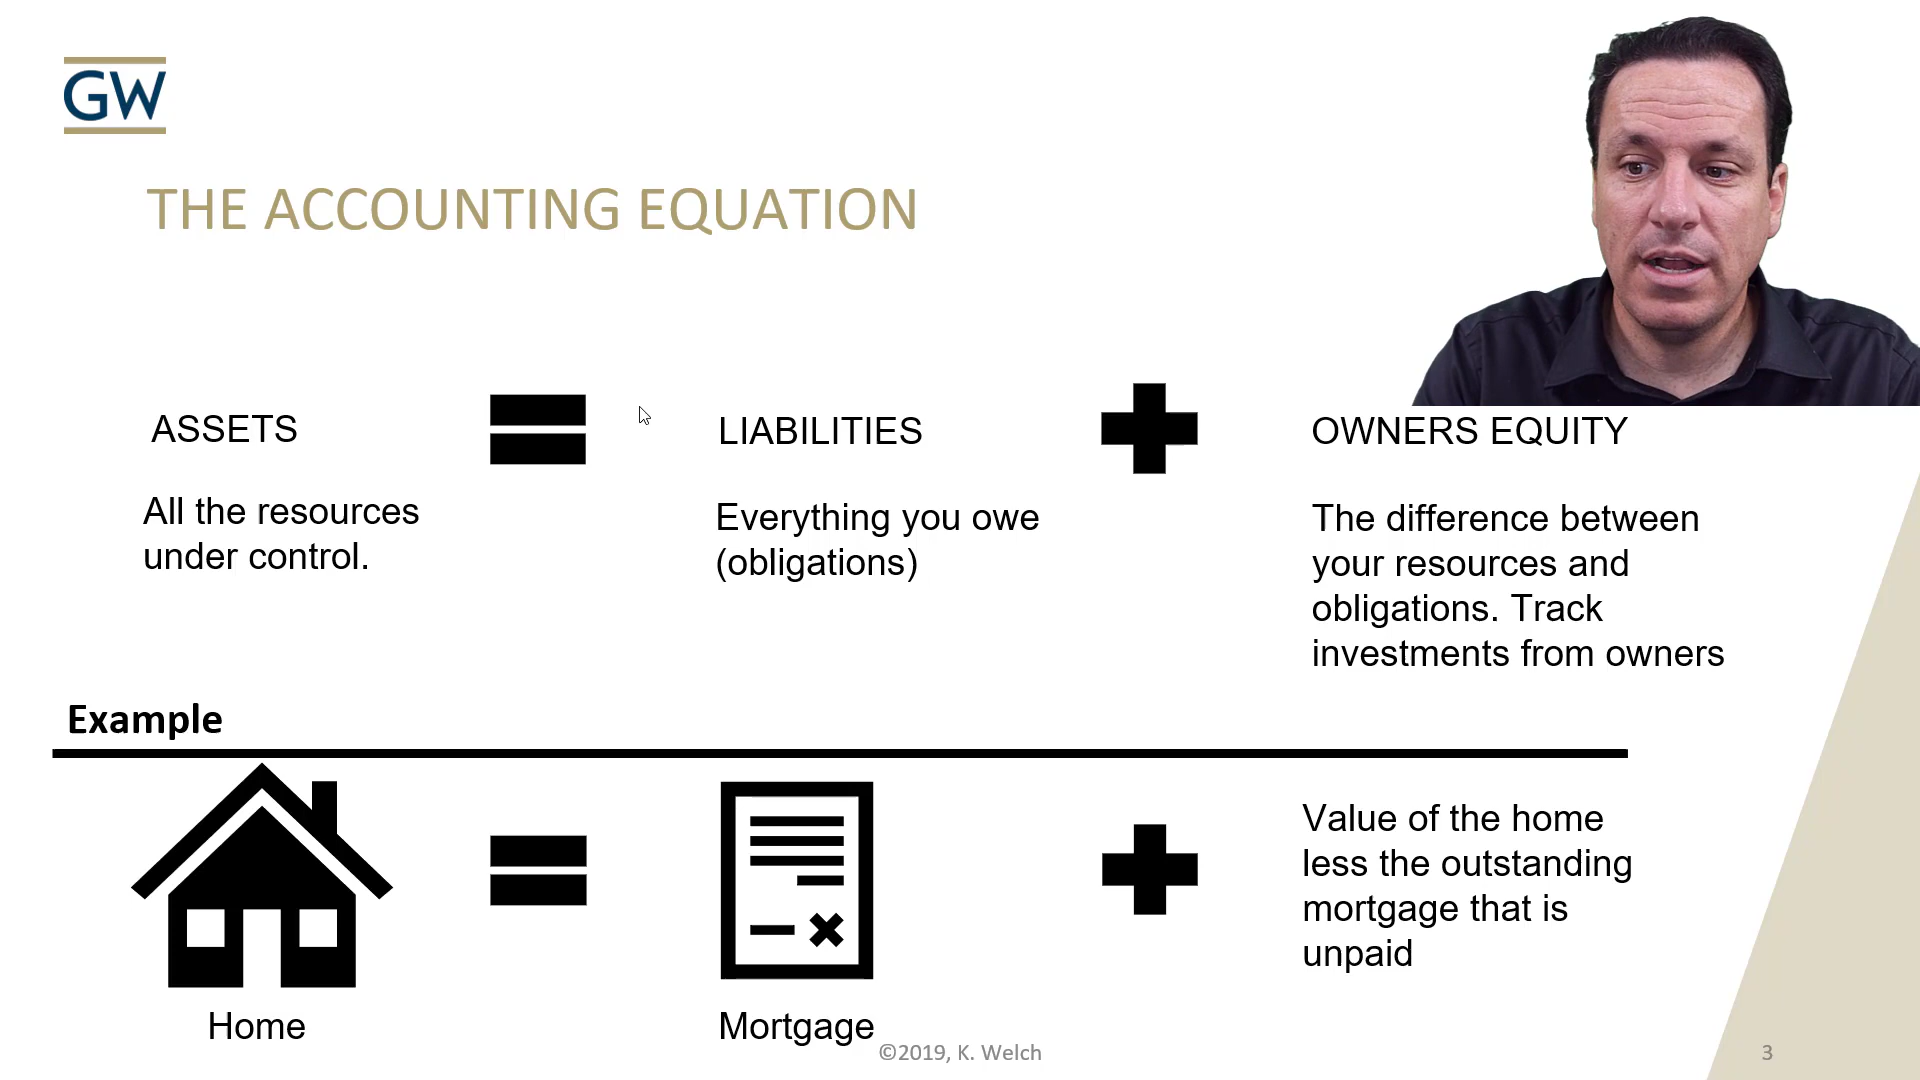 GW
THE ACCOUNTING EQUATION
ASSETS
LIABILITIES
OWNERS EQUITY
All the resources
under control.
Everything you owe
(obligations)
The difference between
your resources and
obligations. Track
investments from owners
Example
Value of the home
less the outstanding
mortgage that is
unpaid
Home
Mortgage
©2019, K. Welch
3